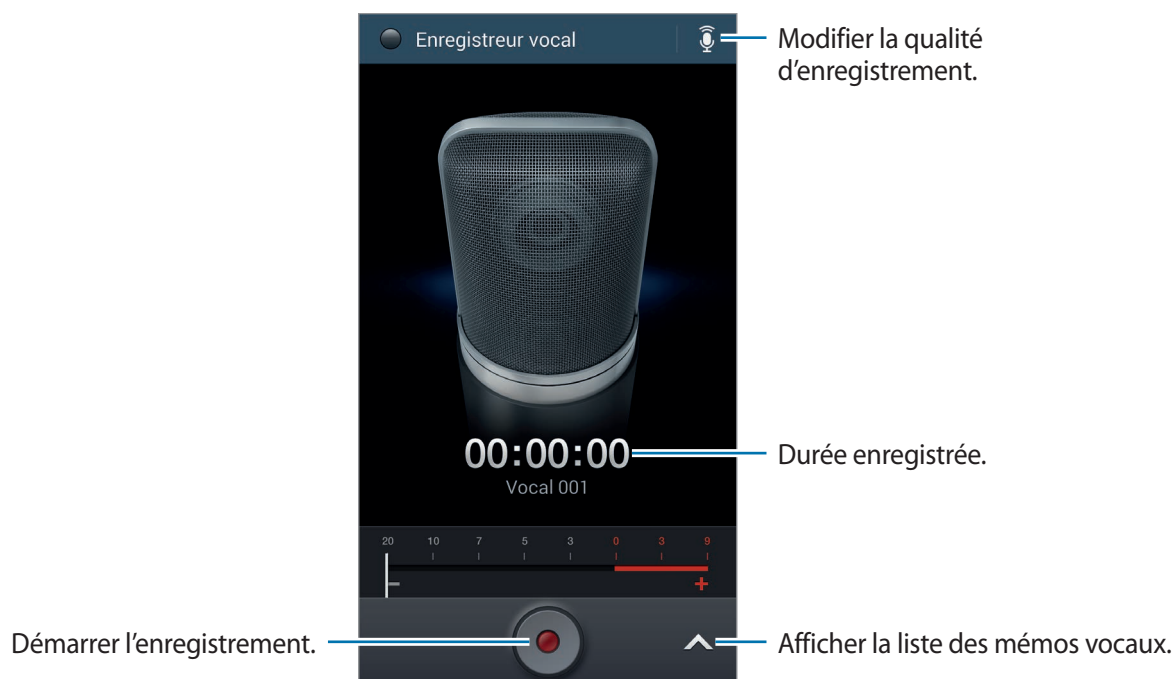 Enregistreur vocal
Modifier la qualité
d’enregistrement.
00:00:00
Durée enregistrée.
Vocal 001
20 10 7 5 3 0 3 9
− +
Démarrer l’enregistrement.
Afficher la liste des mémos vocaux.